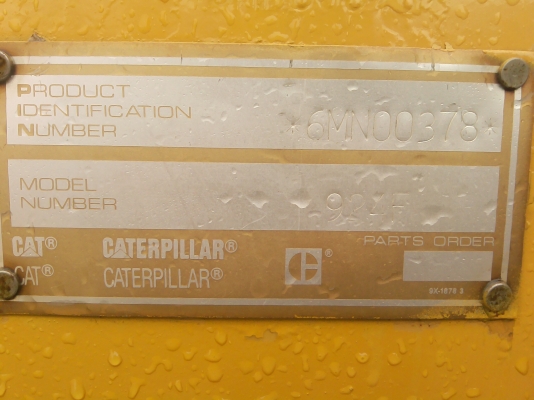 PRODUCT
IDENTIFICATION
NUMBER 6MN00378
MODEL
NUMBER
CAT® CATERPILLAR®
PARTS ORDER
CAT® CATERPILLAR®